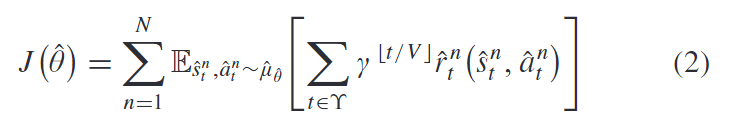 J(θ̂) = ∑_{n=1}^{N} 𝔼_{ŝ_t^n, â_t^n ∼ μ̂_θ̂} [ ∑_{t∈Υ} γ^{⌊t/V⌋} r̂_t^n (ŝ_t^n, â_t^n) ]    (2)